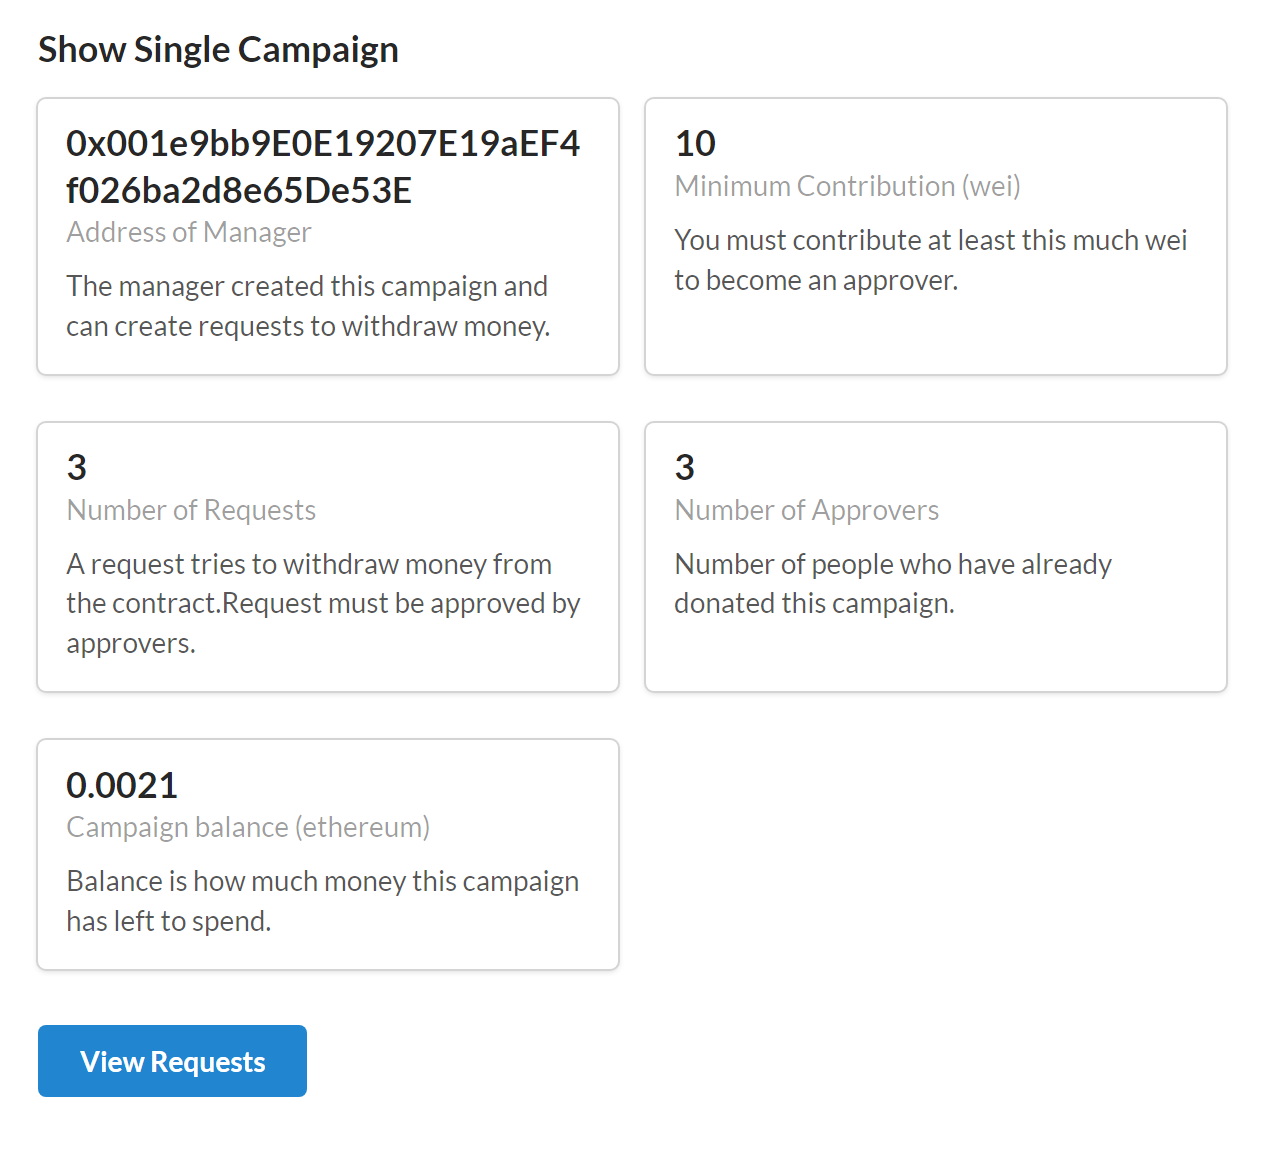 Show Single Campaign
0x001e9bb9E0E19207E19aEF4
f026ba2d8e65De53E
Address of Manager
The manager created this campaign and
can create requests to withdraw money.
10
Minimum Contribution (wei)
You must contribute at least this much wei
to become an approver.
3
Number of Requests
A request tries to withdraw money from
the contract.Request must be approved by
approvers.
3
Number of Approvers
Number of people who have already
donated this campaign.
0.0021
Campaign balance (ethereum)
Balance is how much money this campaign
has left to spend.
View Requests